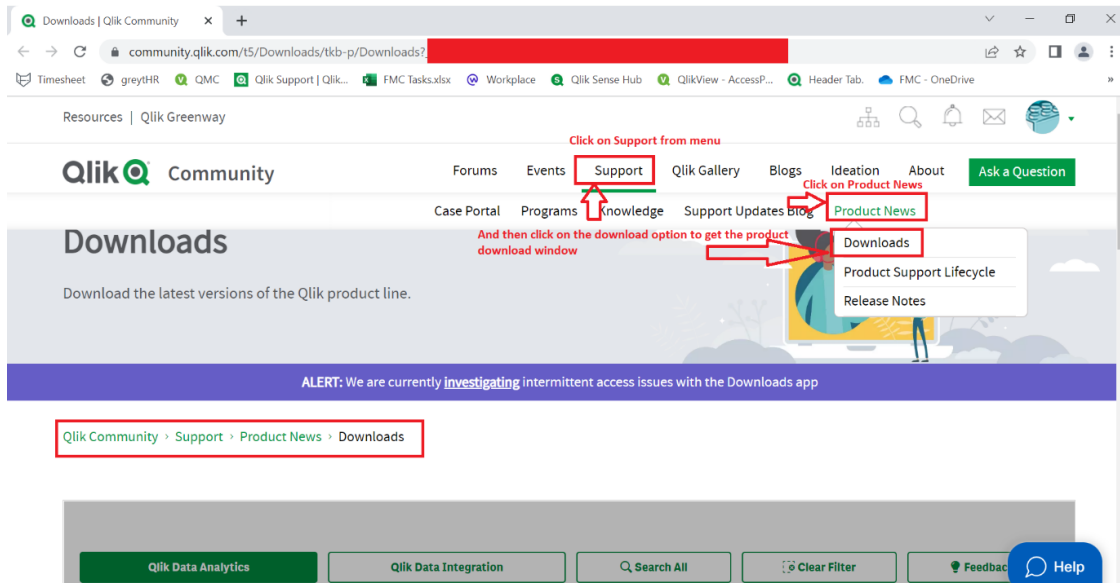 Downloads | Qlik Community
community.qlik.com/t5/Downloads/tkb-p/Downloads?
Timesheet greytHR QMC Qlik Support | Qlik... FMC Tasks.xlsx Workplace Qlik Sense Hub QlikView - AccessP... Header Tab. FMC - OneDrive »
Resources | Qlik Greenway
Click on Support from menu
Qlik Community Forums Events Support Qlik Gallery Blogs Ideation About Ask a Question
Click on Product News
Case Portal Programs Knowledge Support Updates Blog Product News
And then click on the download option to get the product
download window
Downloads
Downloads
Product Support Lifecycle
Release Notes
Download the latest versions of the Qlik product line.
ALERT: We are currently investigating intermittent access issues with the Downloads app
Qlik Community › Support › Product News › Downloads
Qlik Data Analytics Qlik Data Integration Search All Clear Filter Feedbac Help